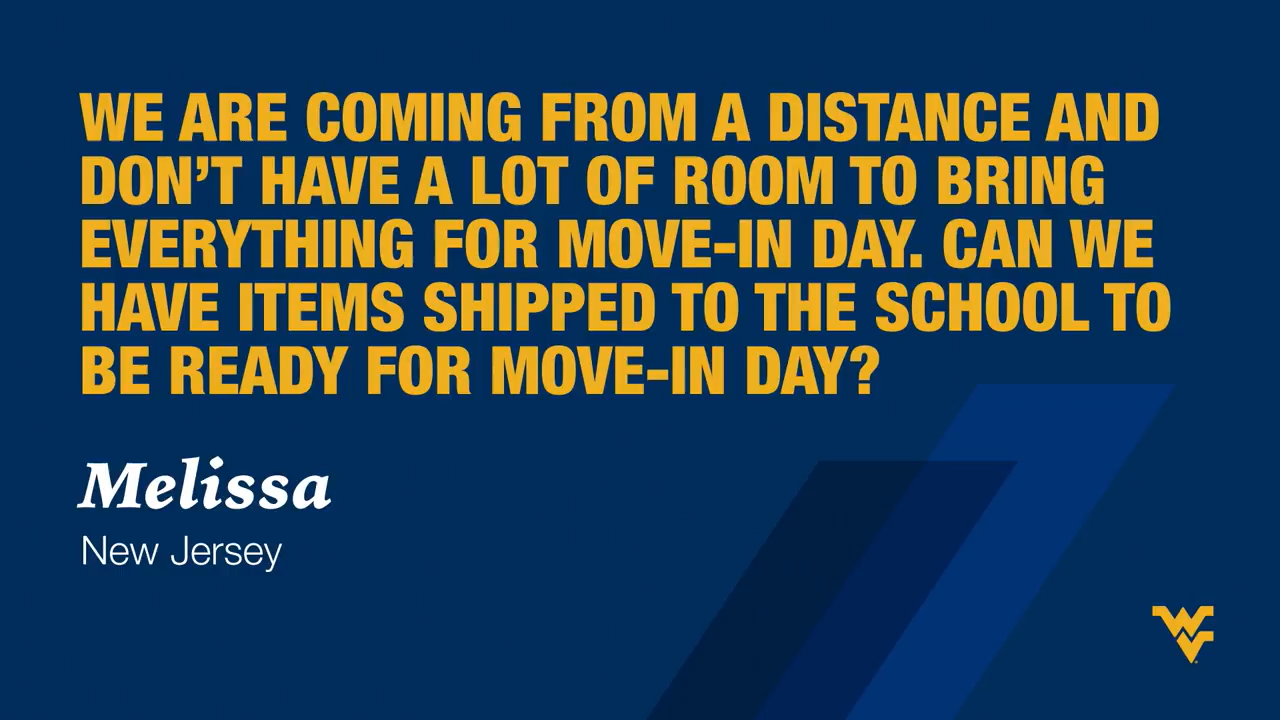 WE ARE COMING FROM A DISTANCE AND
DON’T HAVE A LOT OF ROOM TO BRING
EVERYTHING FOR MOVE-IN DAY. CAN WE
HAVE ITEMS SHIPPED TO THE SCHOOL TO
BE READY FOR MOVE-IN DAY?
Melissa
New Jersey
WV